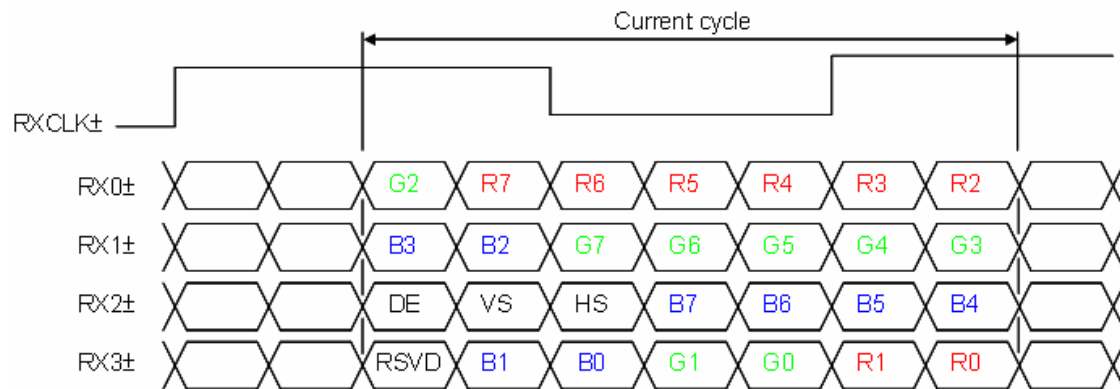 Current cycle
RXCLK±
RX0± G2 R7 R6 R5 R4 R3 R2
RX1± B3 B2 G7 G6 G5 G4 G3
RX2± DE VS HS B7 B6 B5 B4
RX3± RSVD B1 B0 G1 G0 R1 R0